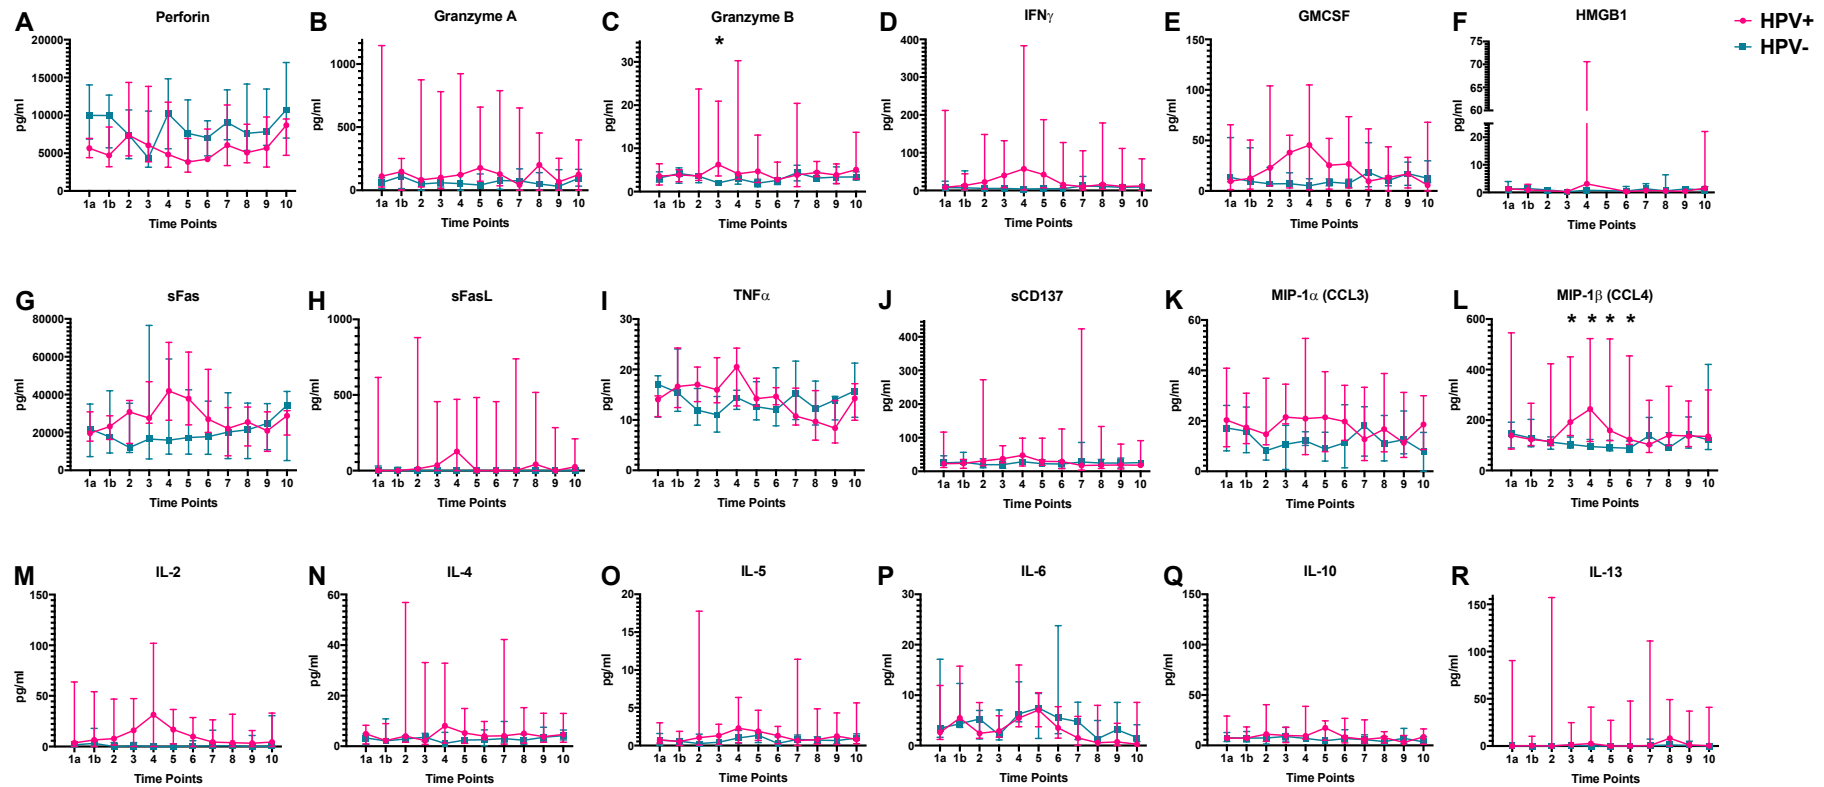 A Perforin
20000
15000
10000
5000
0
pg/ml
1a 1b 2 3 4 5 6 7 8 9 10
Time Points
B Granzyme A
1000
500
0
pg/ml
1a 1b 2 3 4 5 6 7 8 9 10
Time Points
C Granzyme B
*
30
20
10
0
pg/ml
1a 1b 2 3 4 5 6 7 8 9 10
Time Points
D IFNγ
400
300
200
100
0
pg/ml
1a 1b 2 3 4 5 6 7 8 9 10
Time Points
E GMCSF
150
100
50
0
pg/ml
1a 1b 2 3 4 5 6 7 8 9 10
Time Points
F HMGB1
75
70
65
60
20
10
0
pg/ml
1a 1b 2 3 4 6 7 8 9 10
Time Points
HPV+
HPV-
G sFas
80000
60000
40000
20000
0
pg/ml
1a 1b 2 3 4 5 6 7 8 9 10
Time Points
H sFasL
1000
500
0
pg/ml
1a 1b 2 3 4 5 6 7 8 9 10
Time Points
I TNFα
30
20
10
0
pg/ml
1a 1b 2 3 4 5 6 7 8 9 10
Time Points
J sCD137
400
300
200
100
0
pg/ml
1a 1b 2 3 4 5 6 7 8 9 10
Time Points
K MIP-1α (CCL3)
60
40
20
0
pg/ml
1a 1b 2 3 4 5 6 7 8 9 10
Time Points
L MIP-1β (CCL4)
* * * *
600
400
200
0
pg/ml
1a 1b 2 3 4 5 6 7 8 9 10
Time Points
M IL-2
150
100
50
0
pg/ml
1a 1b 2 3 4 5 6 7 8 9 10
Time Points
N IL-4
60
40
20
0
pg/ml
1a 1b 2 3 4 5 6 7 8 9 10
Time Points
O IL-5
20
15
10
5
0
pg/ml
1a 1b 2 3 4 5 6 7 8 9 10
Time Points
P IL-6
30
20
10
0
pg/ml
1a 1b 2 3 4 5 6 7 8 9 10
Time Points
Q IL-10
150
100
50
0
pg/ml
1a 1b 2 3 4 5 6 7 8 9 10
Time Points
R IL-13
150
100
50
0
pg/ml
1a 1b 2 3 4 5 6 7 8 9 10
Time Points